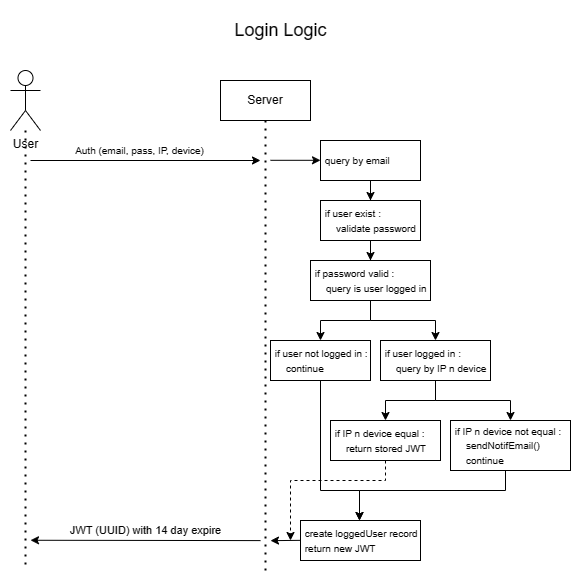 Login Logic
Server
User
Auth (email, pass, IP, device)
query by email
if user exist :
validate password
if password valid :
query is user logged in
if user not logged in :
continue
if user logged in :
query by IP n device
if IP n device equal :
return stored JWT
if IP n device not equal :
sendNotifEmail()
continue
JWT (UUID) with 14 day expire
create loggedUser record
return new JWT